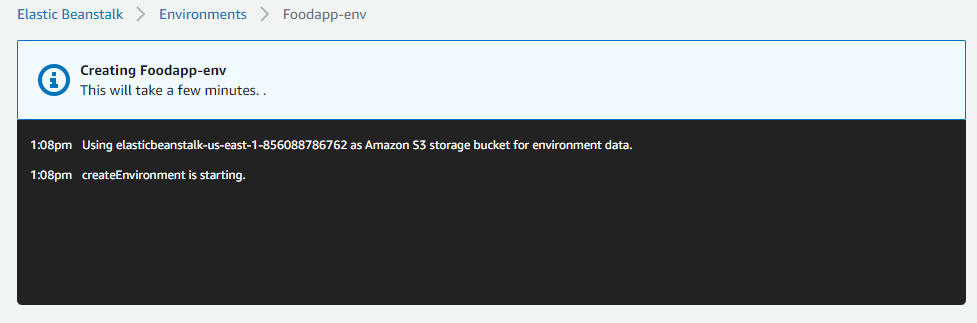 Elastic Beanstalk > Environments > Foodapp-env
Creating Foodapp-env
This will take a few minutes. .
1:08pm Using elasticbeanstalk-us-east-1-856088786762 as Amazon S3 storage bucket for environment data.
1:08pm createEnvironment is starting.